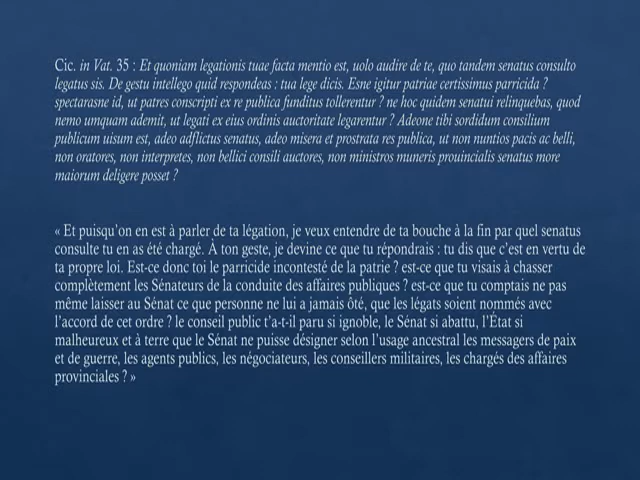 Cic. in Vat. 35 : Et quoniam legationis tuae facta mentio est, uolo audire de te, quo tandem senatus consulto
legatus sis. De gestu intellego quid respondeas : tua lege dicis. Esne igitur patriae certissimus parricida ?
spectarasne id, ut patres conscripti ex re publica funditus tollerentur ? ne hoc quidem senatui relinquebas, quod
nemo umquam ademit, ut legati ex eius ordinis auctoritate legarentur ? Adeone tibi sordidum consilium
publicum uisum est, adeo adflictus senatus, adeo misera et prostrata res publica, ut non nuntios pacis ac belli,
non oratores, non interpretes, non bellici consili auctores, non ministros muneris prouincialis senatus more
maiorum deligere posset ?
« Et puisqu'on en est à parler de ta légation, je veux entendre de ta bouche à la fin par quel senatus
consulte tu en as été chargé. À ton geste, je devine ce que tu répondrais : tu dis que c'est en vertu de
ta propre loi. Est-ce donc toi le parricide incontesté de la patrie ? est-ce que tu visais à chasser
complètement les Sénateurs de la conduite des affaires publiques ? est-ce que tu comptais ne pas
même laisser au Sénat ce que personne ne lui a jamais ôté, que les légats soient nommés avec
l'accord de cet ordre ? le conseil public t'a-t-il paru si ignoble, le Sénat si abattu, l'État si
malheureux et à terre que le Sénat ne puisse désigner selon l'usage ancestral les messagers de paix
et de guerre, les agents publics, les négociateurs, les conseillers militaires, les chargés des affaires
provinciales ? »